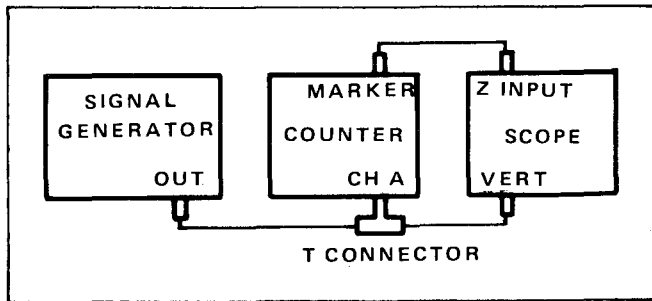 SIGNAL
GENERATOR
OUT
MARKER
COUNTER
CH A
Z INPUT
SCOPE
VERT
T CONNECTOR